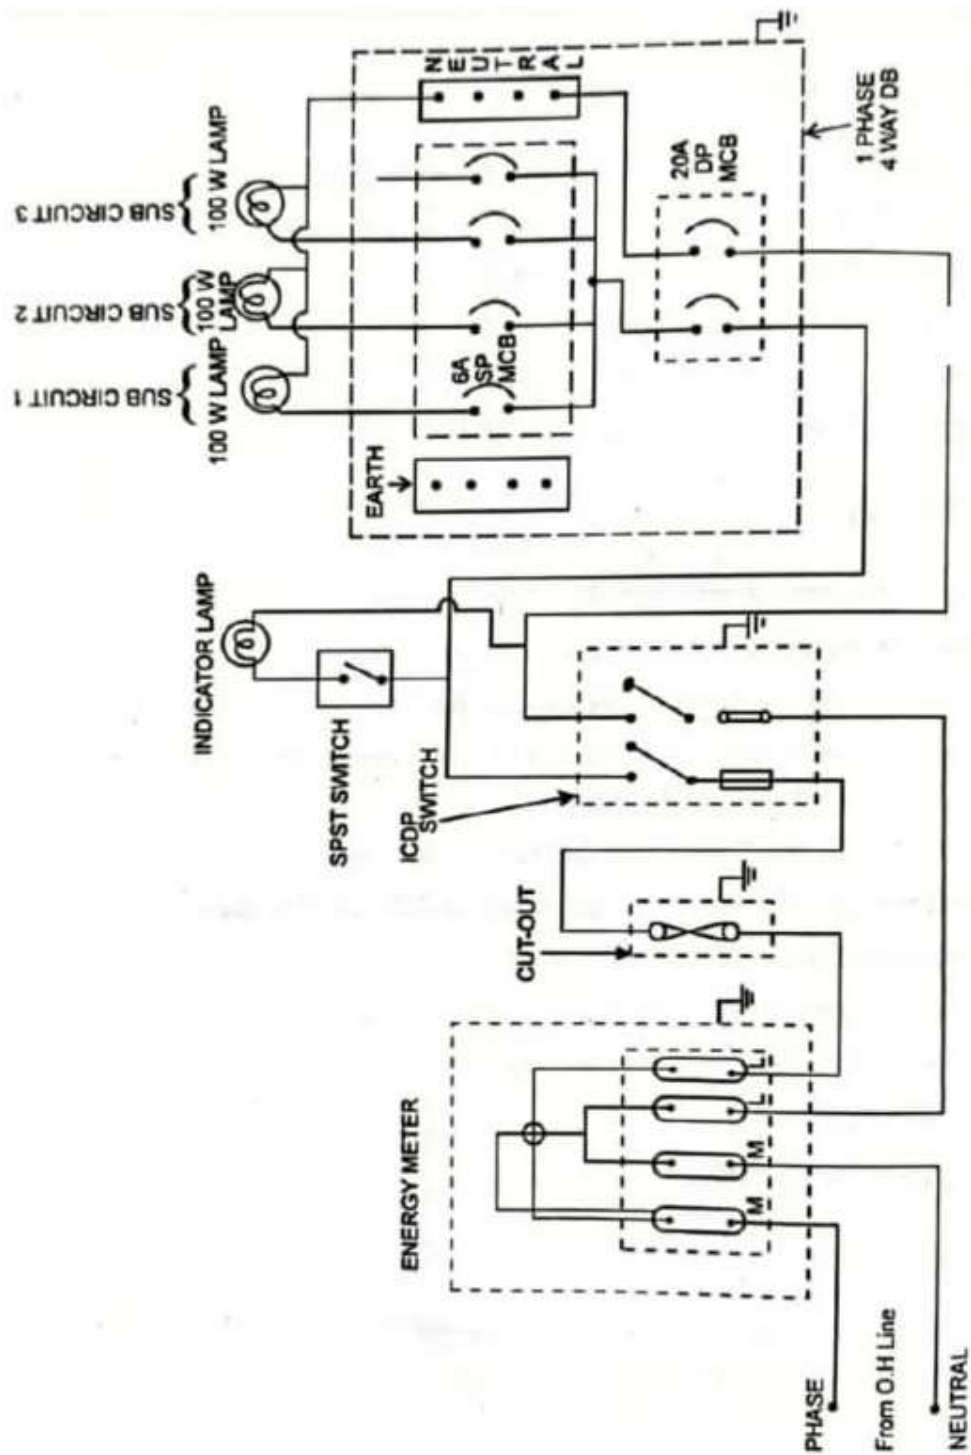 PHASE
From O.H Line
NEUTRAL
ENERGY METER
M
M
L
L
CUT-OUT
ICDP
SWITCH
SPST SWITCH
INDICATOR LAMP
EARTH
6A
SP
MCB
20A
DP
MCB
NEUTRAL
1 PHASE
4 WAY DB
100 W LAMP
SUB CIRCUIT 1
100 W
LAMP
SUB CIRCUIT 2
100 W LAMP
SUB CIRCUIT 3